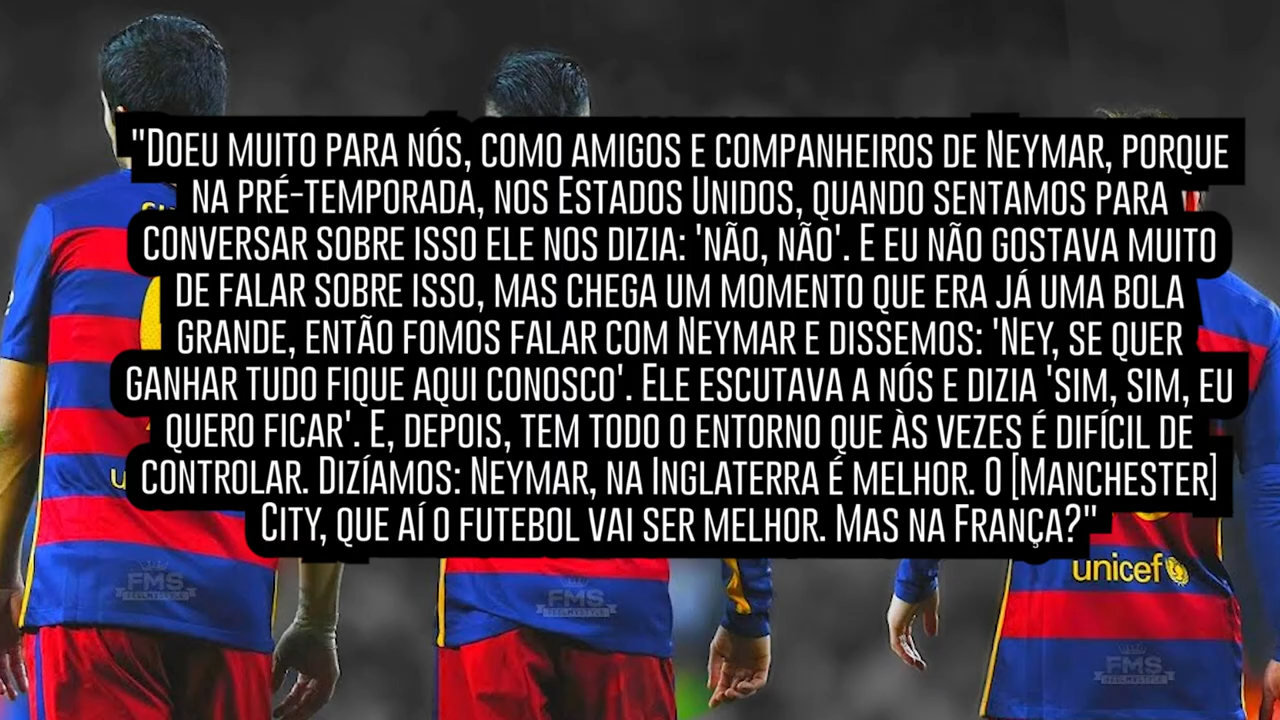 "Doeu muito para nós, como amigos e companheiros de Neymar, porque
na pré-temporada, nos Estados Unidos, quando sentamos para
conversar sobre isso ele nos dizia: 'não, não'. E eu não gostava muito
de falar sobre isso, mas chega um momento que era já uma bola
grande, então fomos falar com Neymar e dissemos: 'Ney, se quer
ganhar tudo fique aqui conosco'. Ele escutava a nós e dizia 'sim, sim, eu
quero ficar'. E, depois, tem todo o entorno que às vezes é difícil de
controlar. Dizíamos: Neymar, na Inglaterra é melhor. O [Manchester]
City, que aí o futebol vai ser melhor. Mas na França?"
unicef
FMS
#FEELMYSTYLE
FMS
#FEELMYSTYLE
FMS
#FEELMYSTYLE